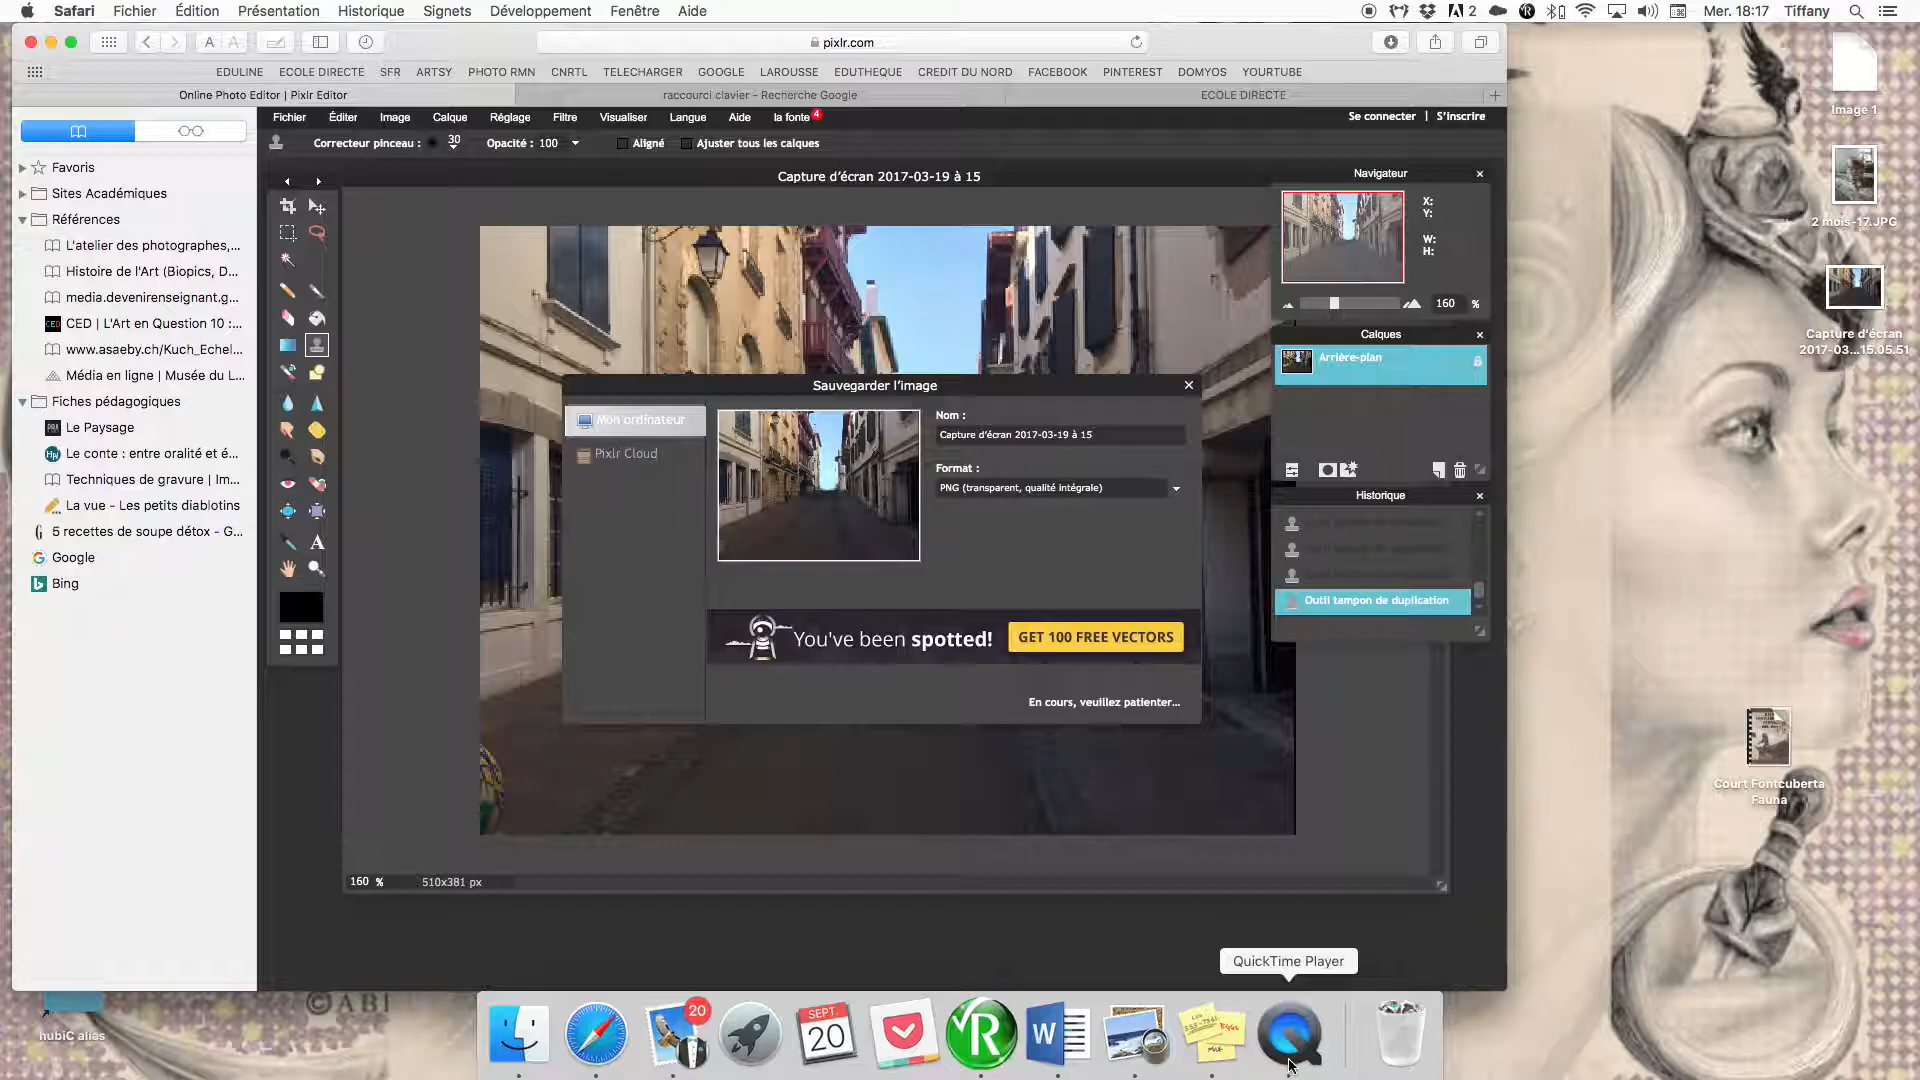 Safari Fichier Édition Présentation Historique Signets Développement Fenêtre Aide
2 Mer. 18:17 Tiffany
A A
pixlr.com
EDULINE ECOLE DIRECTE SFR ARTSY PHOTO RMN CNRTL TELECHARGER GOOGLE LAROUSSE EDUTHEQUE CREDIT DU NORD FACEBOOK PINTEREST DOMYOS YOURTUBE
Online Photo Editor | Pixlr Editor
raccourci clavier - Recherche Google
ECOLE DIRECTE
Favoris
Sites Académiques
Références
L'atelier des photographes,...
Histoire de l'Art (Biopics, D...
media.devenirenseignant.g...
CED | L'Art en Question 10 :...
www.asaeby.ch/Kuch_Echel...
Média en ligne | Musée du L...
Fiches pédagogiques
Le Paysage
Le conte : entre oralité et é...
Techniques de gravure | Im...
La vue - Les petits diablotins
5 recettes de soupe détox - G...
Google
Bing
Fichier Éditer Image Calque Réglage Filtre Visualiser Langue Aide la fonte 4
Se connecter | S'inscrire
Correcteur pinceau : 30 Opacité : 100 Aligné Ajuster tous les calques
Capture d'écran 2017-03-19 à 15
A
Sauvegarder l'image
Mon ordinateur
Pixlr Cloud
Nom :
Capture d'écran 2017-03-19 à 15
Format :
PNG (transparent, qualité intégrale)
You've been spotted!
GET 100 FREE VECTORS
En cours, veuillez patienter...
160 %
510x381 px
Navigateur
X:
Y:
W:
H:
160 %
Calques
Arrière-plan
Historique
Outil tampon de duplication
Image 1
2 mois-17.JPG
Capture d'écran
2017-03...15.05.51
Court Fontcuberta
Fauna
QuickTime Player
nubiC alias
©AB
20
SEPT.
20
R
W
EGGS
MILK